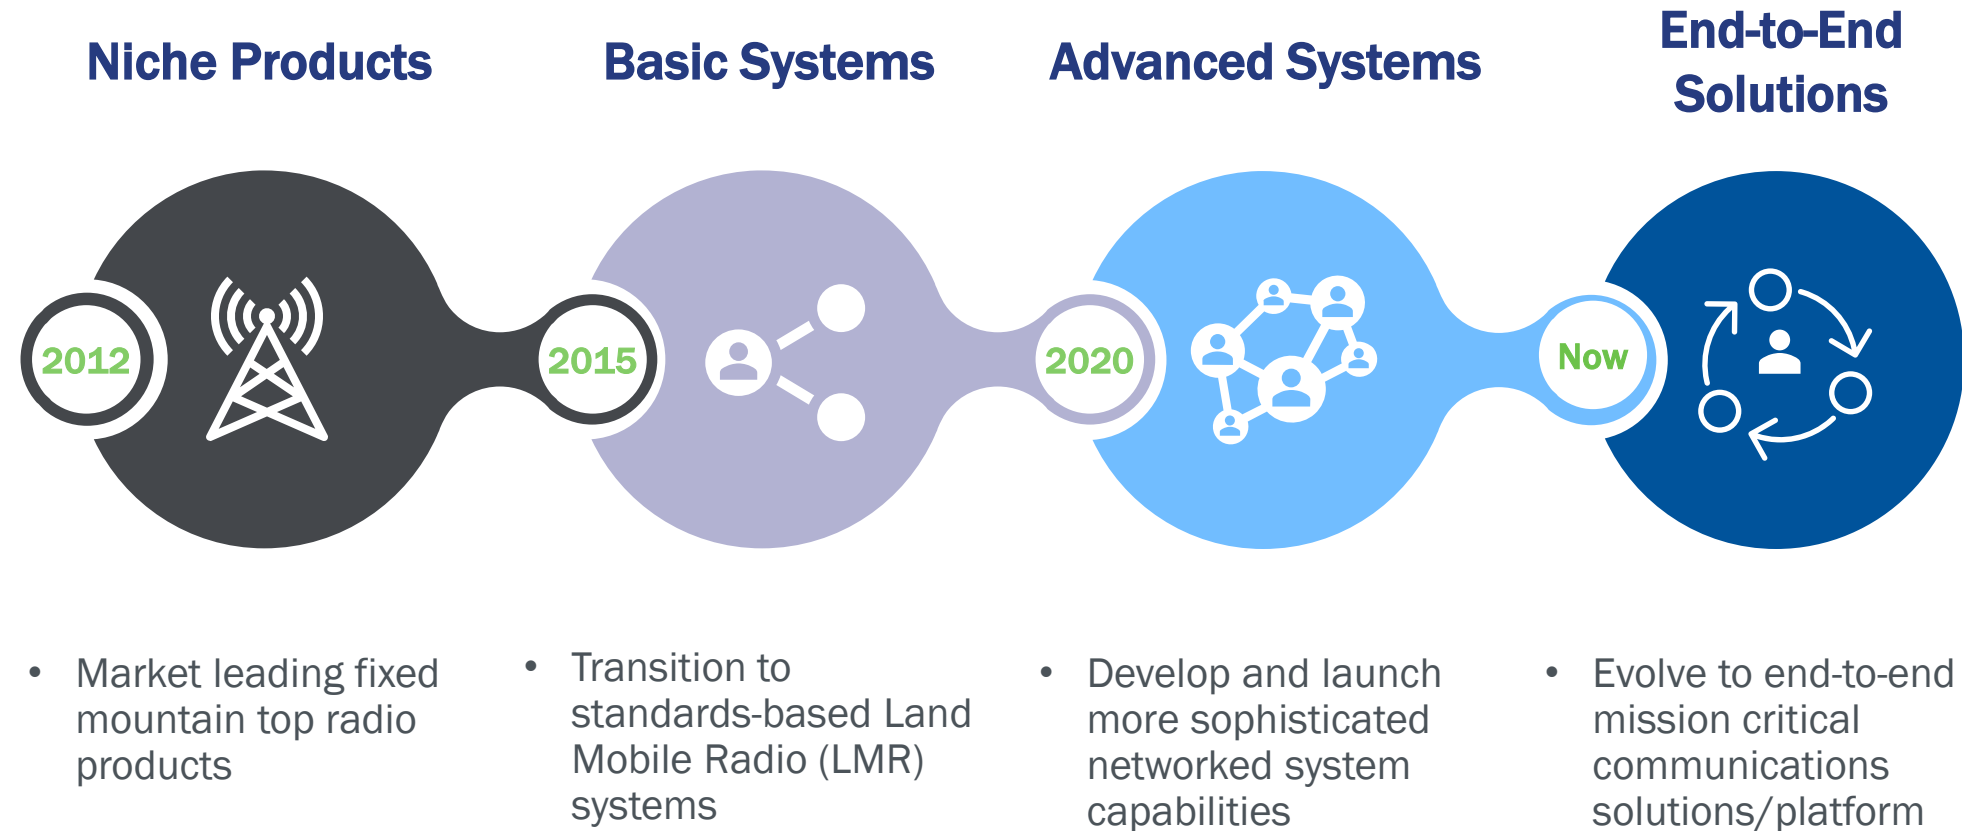 Niche Products
Basic Systems
Advanced Systems
End-to-End
Solutions
2012
2015
2020
Now
• Market leading fixed
mountain top radio
products
• Transition to
standards-based Land
Mobile Radio (LMR)
systems
• Develop and launch
more sophisticated
networked system
capabilities
• Evolve to end-to-end
mission critical
communications
solutions/platform